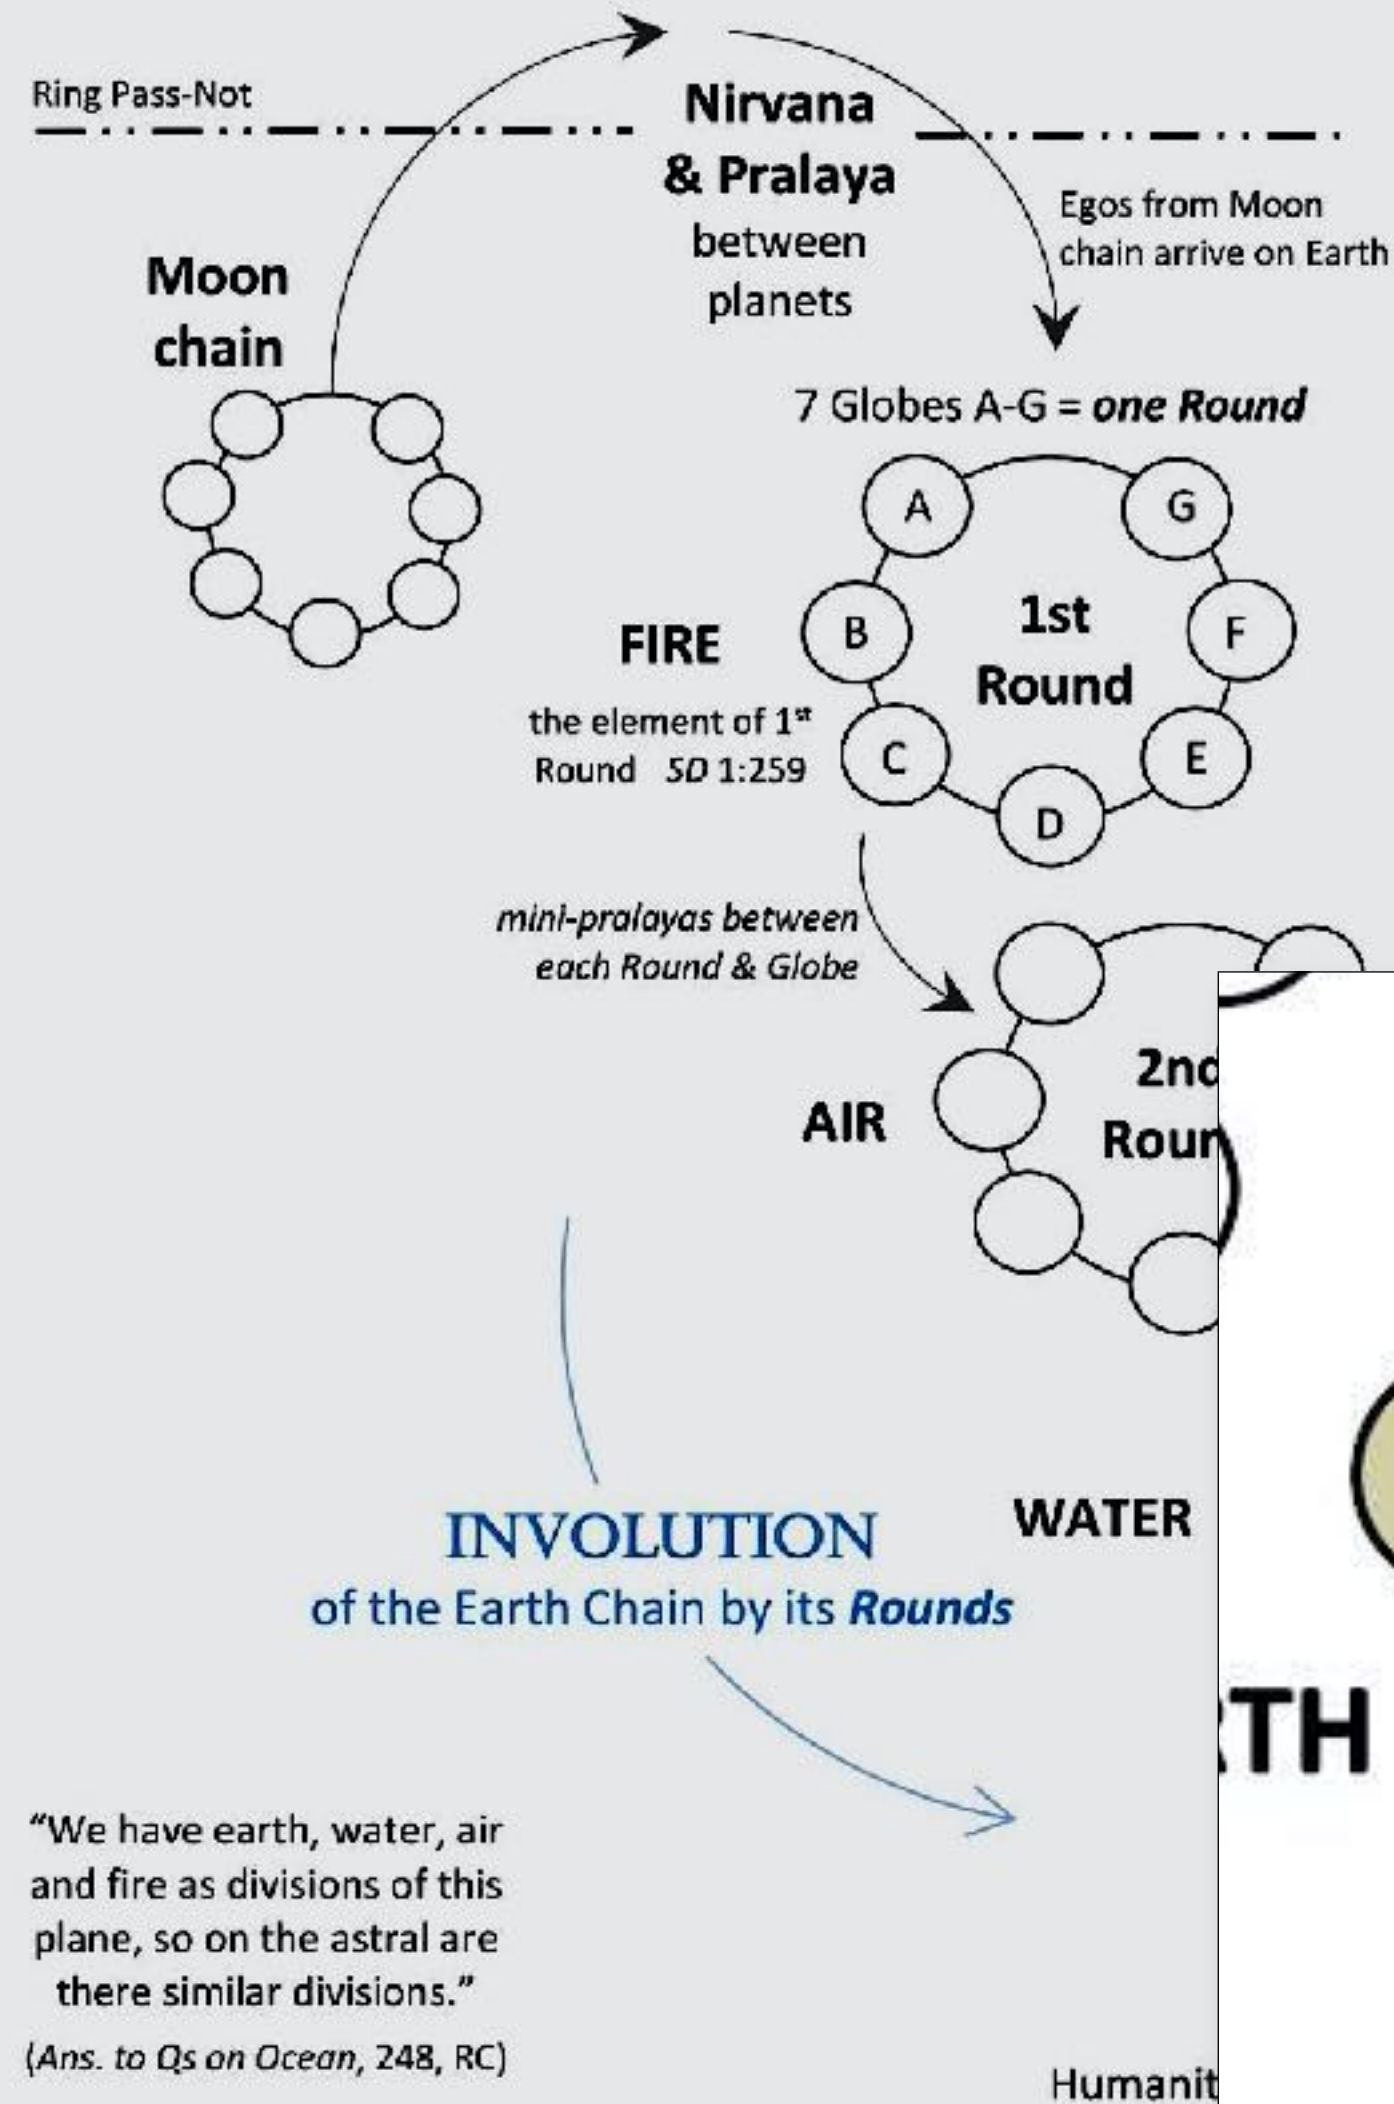 Ring Pass-Not
Nirvana
& Pralaya
between
planets
Egos from Moon
chain arrive on Earth
Moon
chain
7 Globes A-G = one Round
A
G
B
F
C
E
D
1st
Round
FIRE
the element of 1st
Round SD 1:259
mini-pralayas between
each Round & Globe
AIR
INVOLUTION
of the Earth Chain by its Rounds
WATER
"We have earth, water, air
and fire as divisions of this
plane, so on the astral are
there similar divisions."
(Ans. to Qs on Ocean, 248, RC)